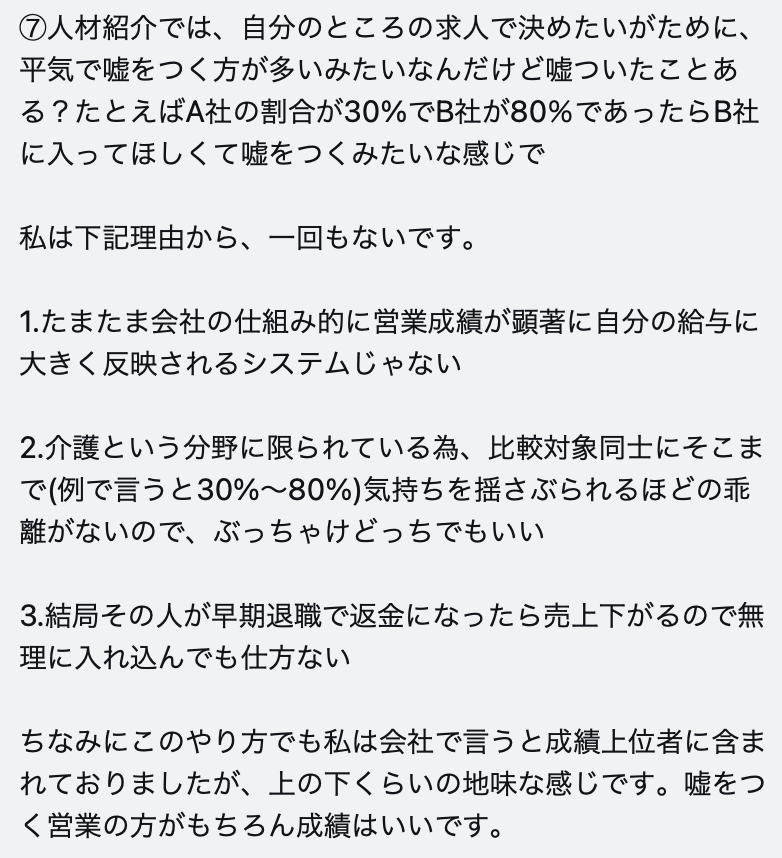 ⑦人材紹介では、自分のところの求人で決めたいがために、
平気で嘘をつく方が多いみたいなんだけど嘘ついたことあ
る？たとえばA社の割合が30%でB社が80%であったらB社
に入ってほしくて嘘をつくみたいな感じで
私は下記理由から、一回もないです。
1.たまたま会社の仕組み的に営業成績が顕著に自分の給与に
大きく反映されるシステムじゃない
2.介護という分野に限られている為、比較対象同士にそこま
で(例で言うと30%〜80%)気持ちを揺さぶられるほどの乖
離がないので、ぶっちゃけどっちでもいい
3.結局その人が早期退職で返金になったら売上下がるので無
理に入れ込んでも仕方ない
ちなみにこのやり方でも私は会社で言うと成績上位者に含ま
れておりましたが、上の下くらいの地味な感じです。嘘をつ
く営業の方がもちろん成績はいいです。